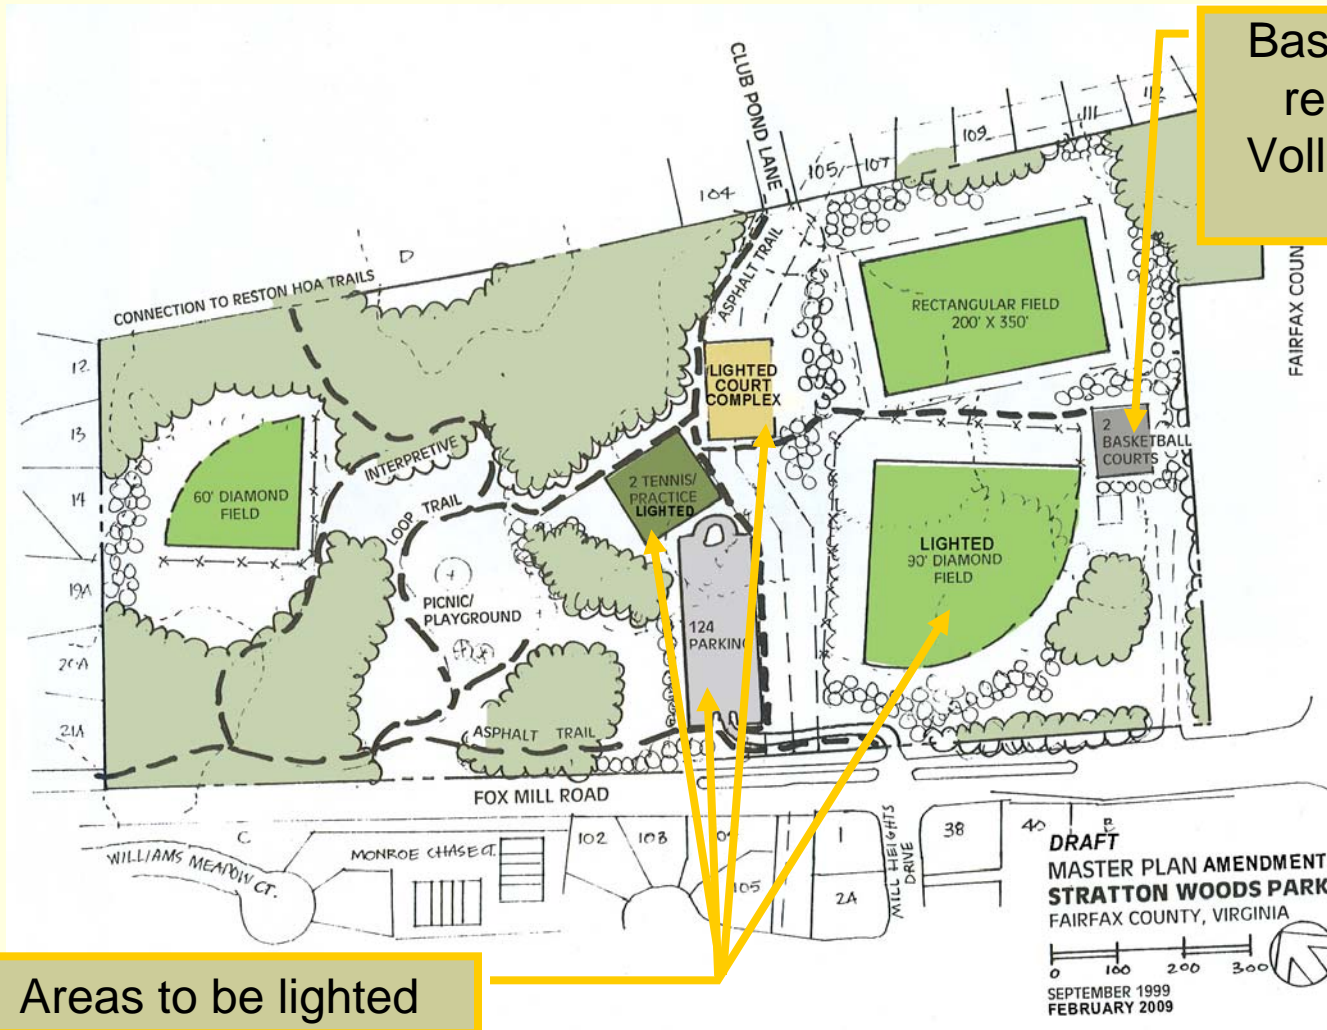 Bas
re
Voll
CLUB POND LANE
112
111
109
107
105
104
D
ASPHALT TRAIL
CONNECTION TO RESTON HOA TRAILS
RECTANGULAR FIELD
200' X 350'
FAIRFAX COUN
LIGHTED
COURT
COMPLEX
12
13
14
19A
20A
21A
2
BASKETBALL
COURTS
INTERPRETIVE
LOOP TRAIL
60' DIAMOND
FIELD
2 TENNIS/
PRACTICE
LIGHTED
LIGHTED
90' DIAMOND
FIELD
PICNIC/
PLAYGROUND
124
PARKING
ASPHALT TRAIL
FOX MILL ROAD
C
WILLIAMS MEADOW CT.
MONROE CHASE CT.
102
103
105
1
2A
MILL HEIGHTS
DRIVE
38
40
DRAFT
MASTER PLAN AMENDMENT
STRATTON WOODS PARK
FAIRFAX COUNTY, VIRGINIA
0 100 200 300
SEPTEMBER 1999
FEBRUARY 2009
Areas to be lighted